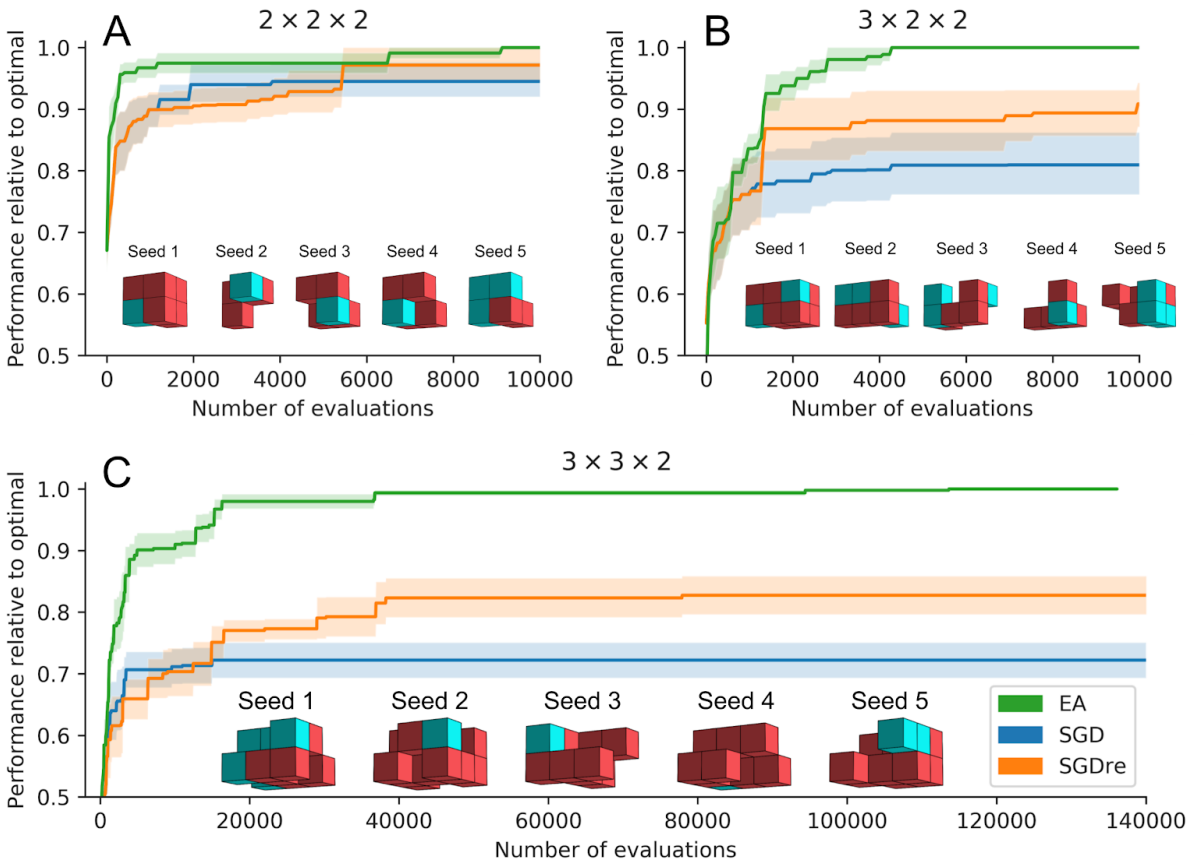 A
2 × 2 × 2
Performance relative to optimal
1.0
0.9
0.8
0.7
0.6
0.5
Seed 1
Seed 2
Seed 3
Seed 4
Seed 5
0
2000
4000
6000
8000
10000
Number of evaluations
B
3 × 2 × 2
Performance relative to optimal
1.0
0.9
0.8
0.7
0.6
0.5
Seed 1
Seed 2
Seed 3
Seed 4
Seed 5
0
2000
4000
6000
8000
10000
Number of evaluations
C
3 × 3 × 2
Performance relative to optimal
1.0
0.9
0.8
0.7
0.6
0.5
Seed 1
Seed 2
Seed 3
Seed 4
Seed 5
EA
SGD
SGDre
0
20000
40000
60000
80000
100000
120000
140000
Number of evaluations